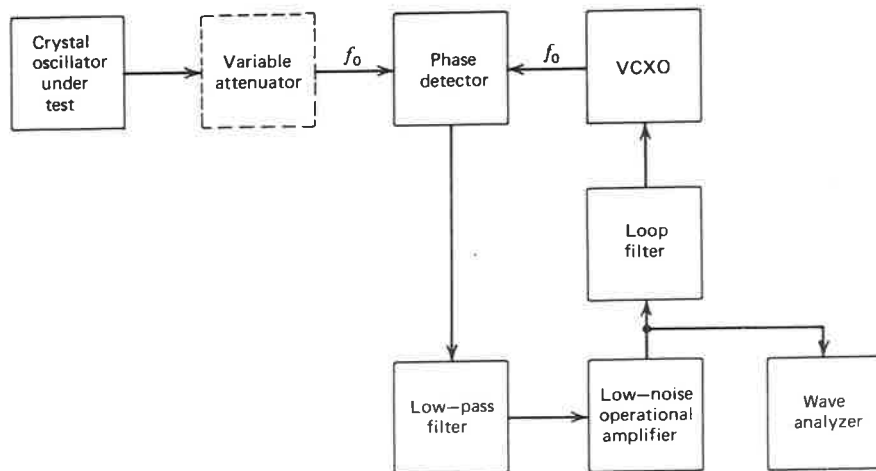 Crystal
oscillator
under
test
Variable
attenuator
f₀
Phase
detector
f₀
VCXO
Loop
filter
Low–pass
filter
Low–noise
operational
amplifier
Wave
analyzer